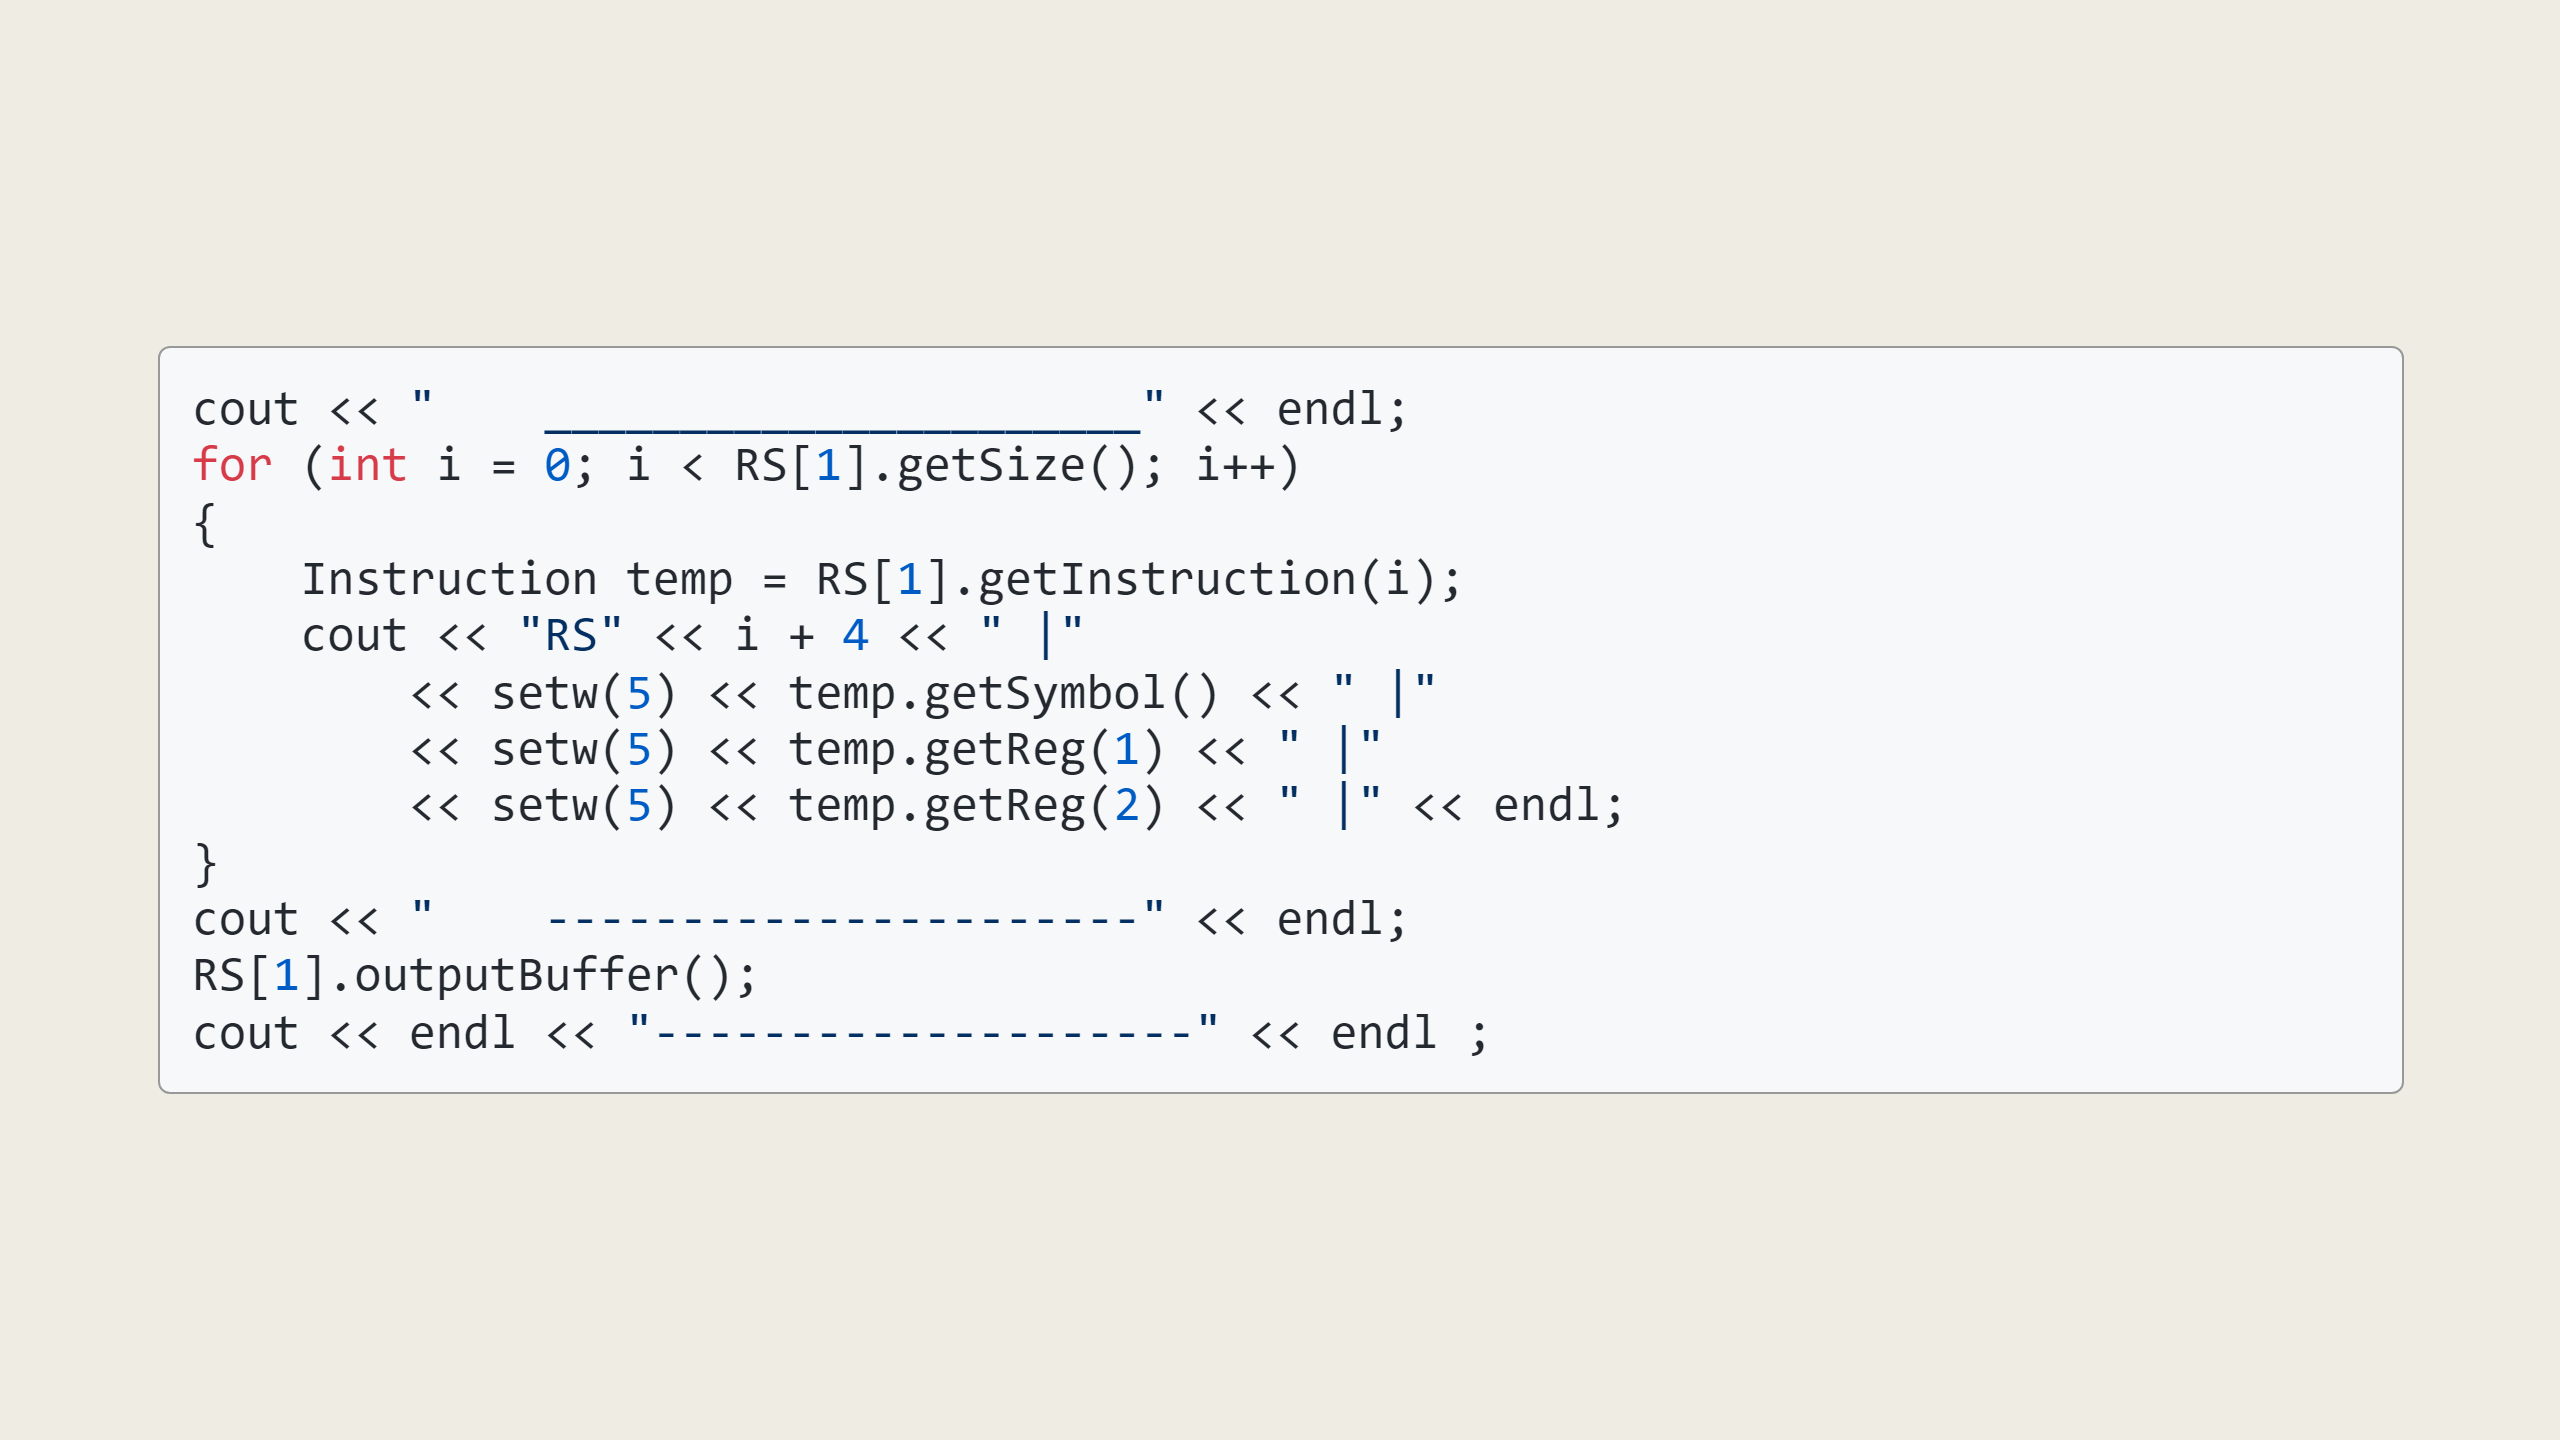 cout << "    ______________________" << endl;
for (int i = 0; i < RS[1].getSize(); i++)
{
    Instruction temp = RS[1].getInstruction(i);
    cout << "RS" << i + 4 << " |"
        << setw(5) << temp.getSymbol() << " |"
        << setw(5) << temp.getReg(1) << " |"
        << setw(5) << temp.getReg(2) << " |" << endl;
}
cout << "    ----------------------" << endl;
RS[1].outputBuffer();
cout << endl << "--------------------" << endl ;